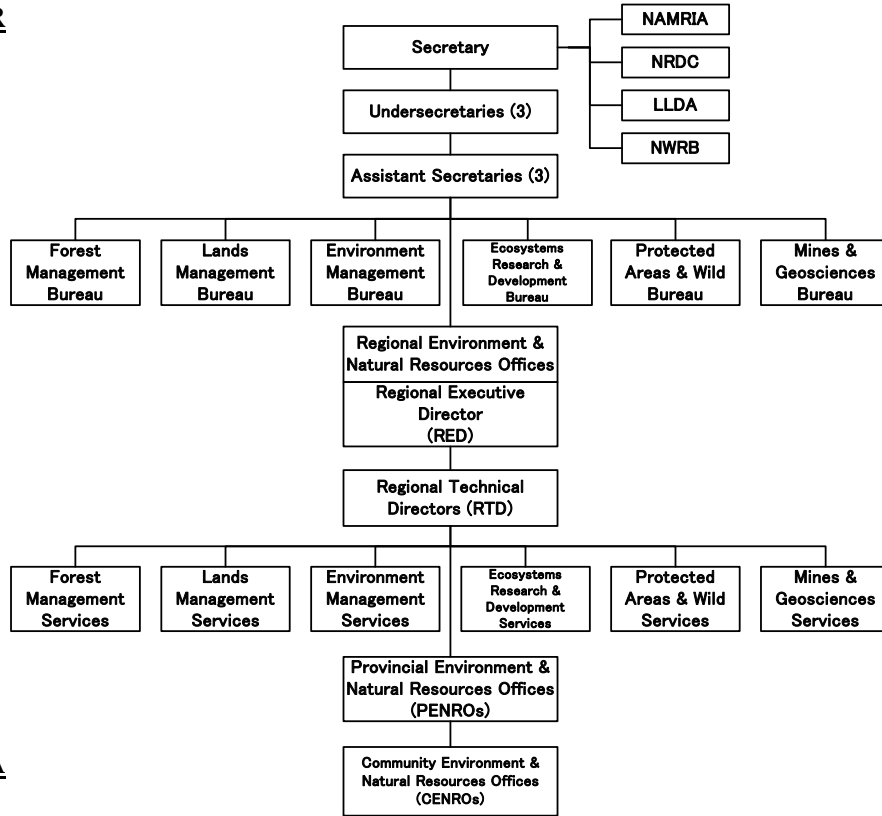 R
NAMRIA
Secretary
NRDC
LLDA
Undersecretaries (3)
NWRB
Assistant Secretaries (3)
Forest
Management
Bureau
Lands
Management
Bureau
Environment
Management
Bureau
Ecosystems
Research &
Development
Bureau
Protected
Areas & Wild
Bureau
Mines &
Geosciences
Bureau
Regional Environment &
Natural Resources Offices
Regional Executive
Director
(RED)
Regional Technical
Directors (RTD)
Forest
Management
Services
Lands
Management
Services
Environment
Management
Services
Ecosystems
Research &
Development
Services
Protected
Areas & Wild
Services
Mines &
Geosciences
Services
Provincial Environment &
Natural Resources Offices
(PENROs)
A
Community Environment &
Natural Resources Offices
(CENROs)